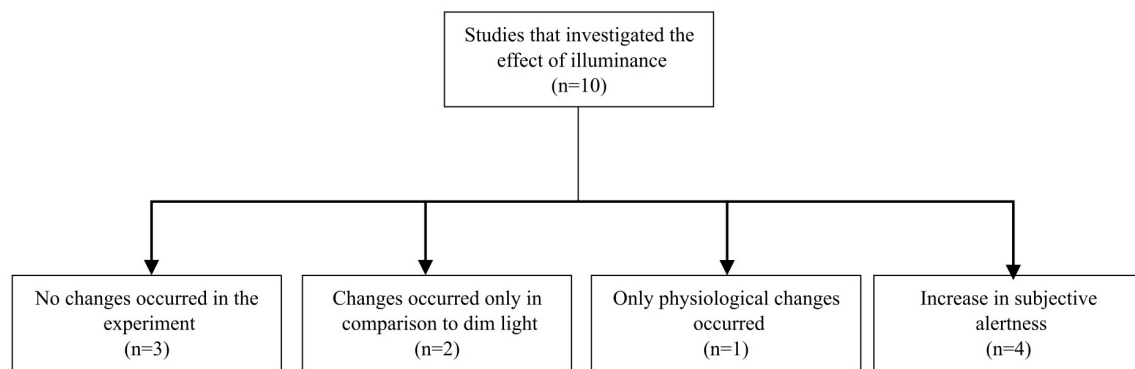 Studies that investigated the
effect of illuminance
(n=10)
No changes occurred in the
experiment
(n=3)
Changes occurred only in
comparison to dim light
(n=2)
Only physiological changes
occurred
(n=1)
Increase in subjective
alertness
(n=4)